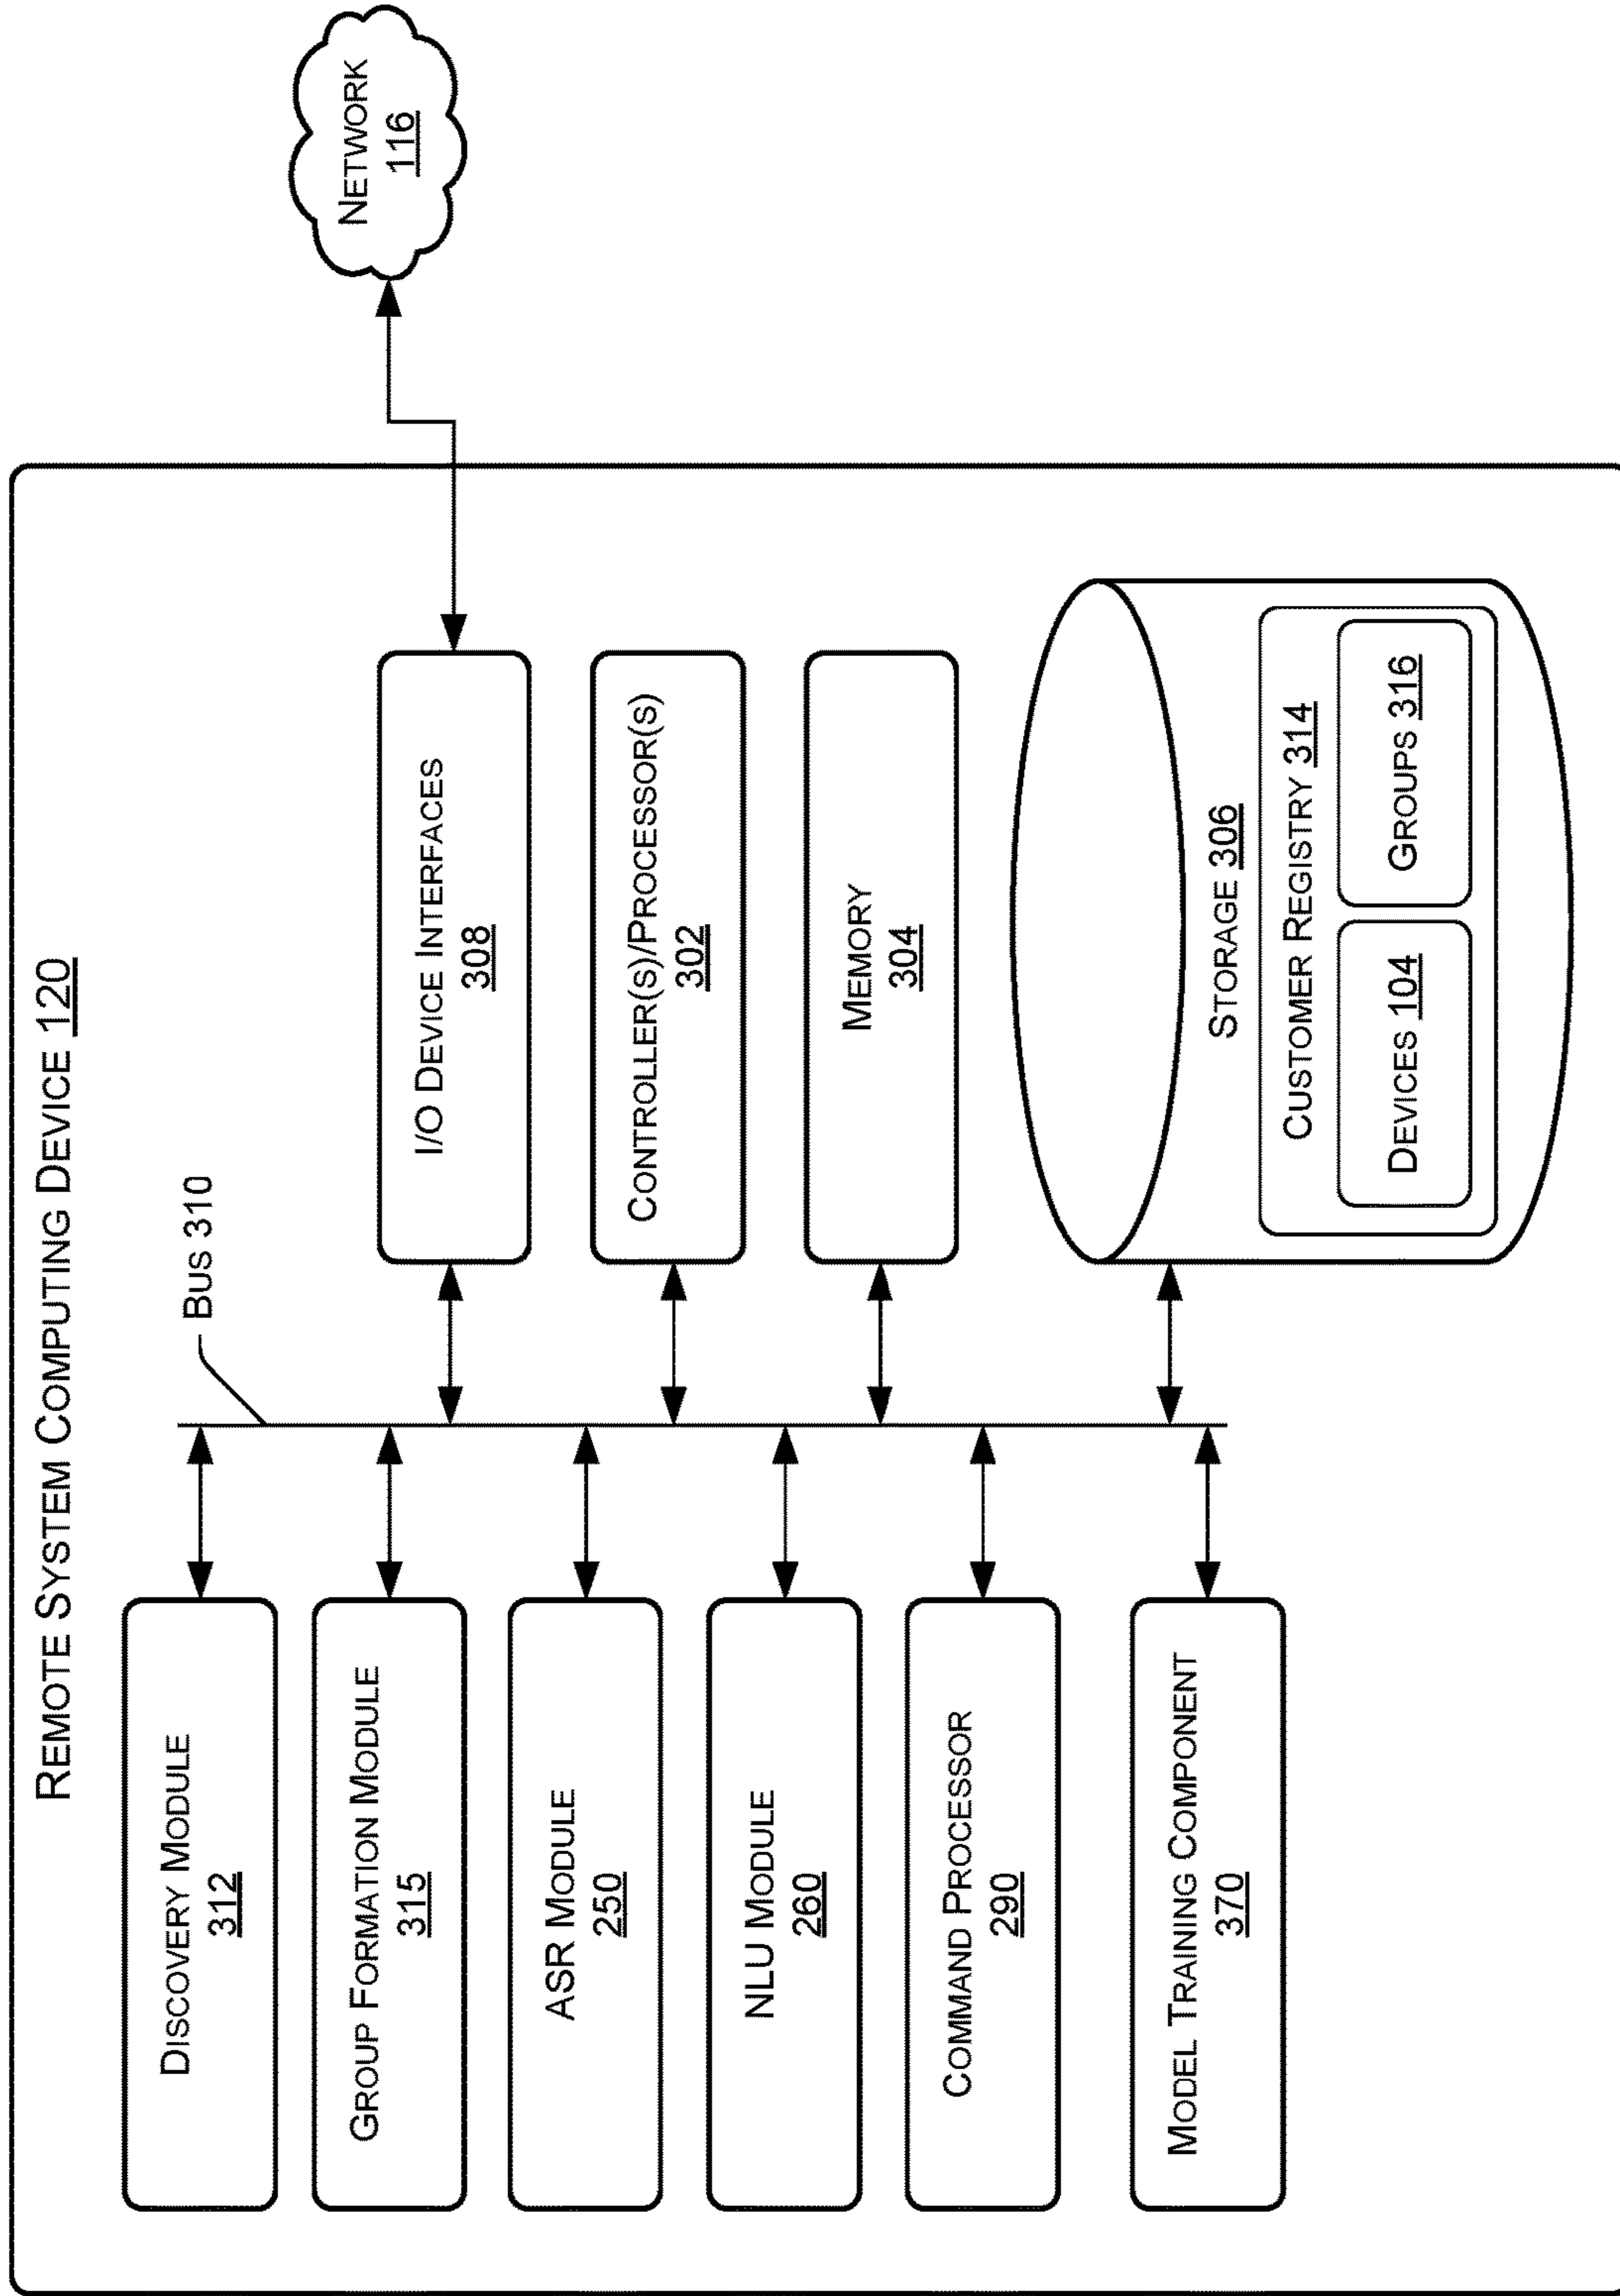 REMOTE SYSTEM COMPUTING DEVICE 120
BUS 310
DISCOVERY MODULE
312
GROUP FORMATION MODULE
315
ASR MODULE
250
NLU MODULE
260
COMMAND PROCESSOR
290
MODEL TRAINING COMPONENT
370
I/O DEVICE INTERFACES
308
CONTROLLER(S)/PROCESSOR(S)
302
MEMORY
304
STORAGE 306
CUSTOMER REGISTRY 314
DEVICES 104
GROUPS 316
NETWORK
116